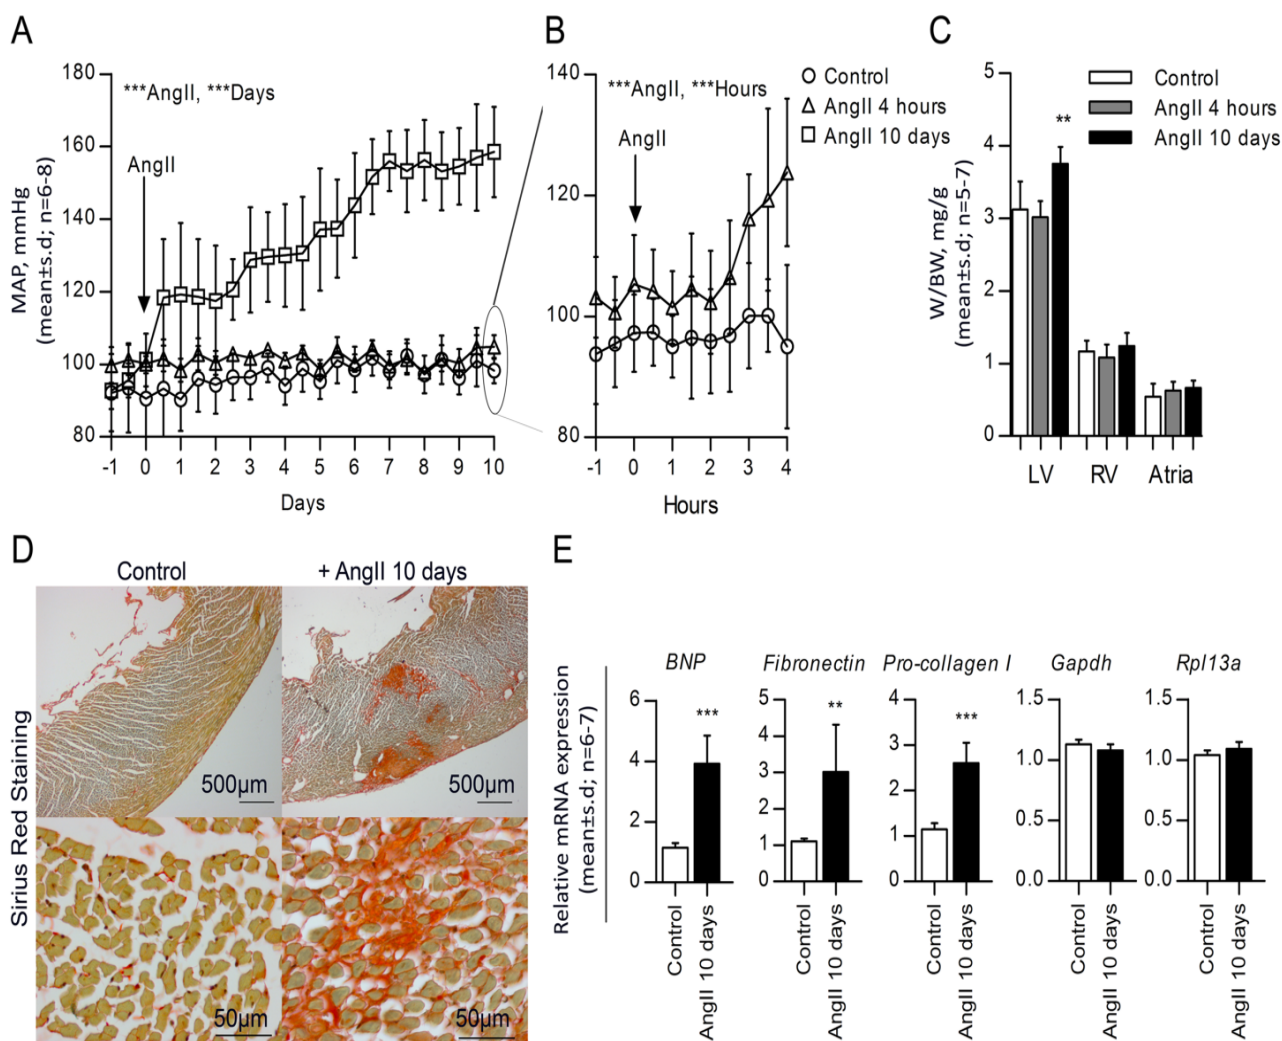 A
180
160
140
120
100
80
MAP, mmHg
(mean±s.d; n=6-8)
***AngII, ***Days
AngII
-1 0 1 2 3 4 5 6 7 8 9 10
Days
B
140
120
100
80
***AngII, ***Hours
AngII
-1 0 1 2 3 4
Hours
Control
AngII 4 hours
AngII 10 days
C
5
4
3
2
1
0
W/BW, mg/g
(mean±s.d; n=5-7)
**
Control
AngII 4 hours
AngII 10 days
LV RV Atria
D
Control + AngII 10 days
Sirius Red Staining
500μm 500μm
50μm 50μm
E
Relative mRNA expression
(mean±s.d; n=6-7)
BNP
6
4
2
0
***
Control
AngII 10 days
Fibronectin
5
4
3
2
1
0
**
Control
AngII 10 days
Pro-collagen I
4
3
2
1
0
***
Control
AngII 10 days
Gapdh
1.5
1.0
0.5
0.0
Control
AngII 10 days
Rpl13a
1.5
1.0
0.5
0.0
Control
AngII 10 days